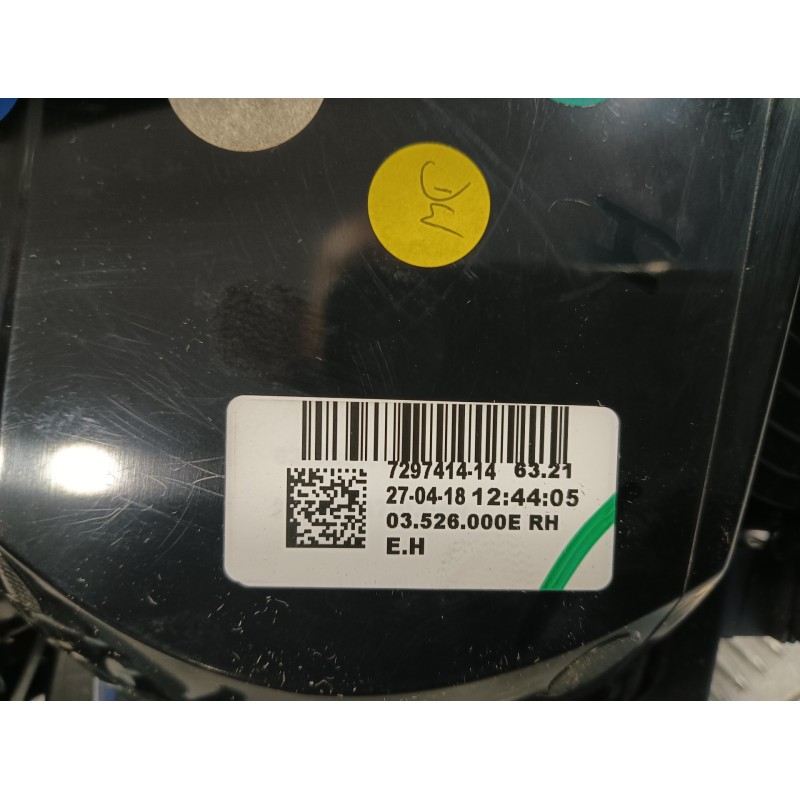 7297414-14 63.21
27-04-18 12:44:05
03.526.000E RH
E.H